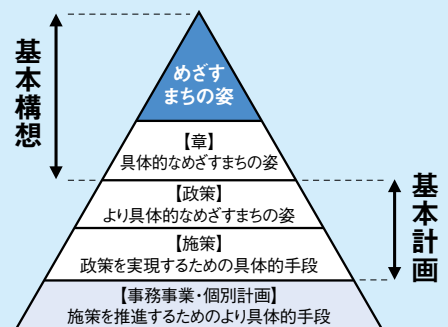 基本構想
めざす
まちの姿
【章】
具体的なめざすまちの姿
【政策】
より具体的なめざすまちの姿
【施策】
政策を実現するための具体的手段
基本計画
【事務事業・個別計画】
施策を推進するためのより具体的手段